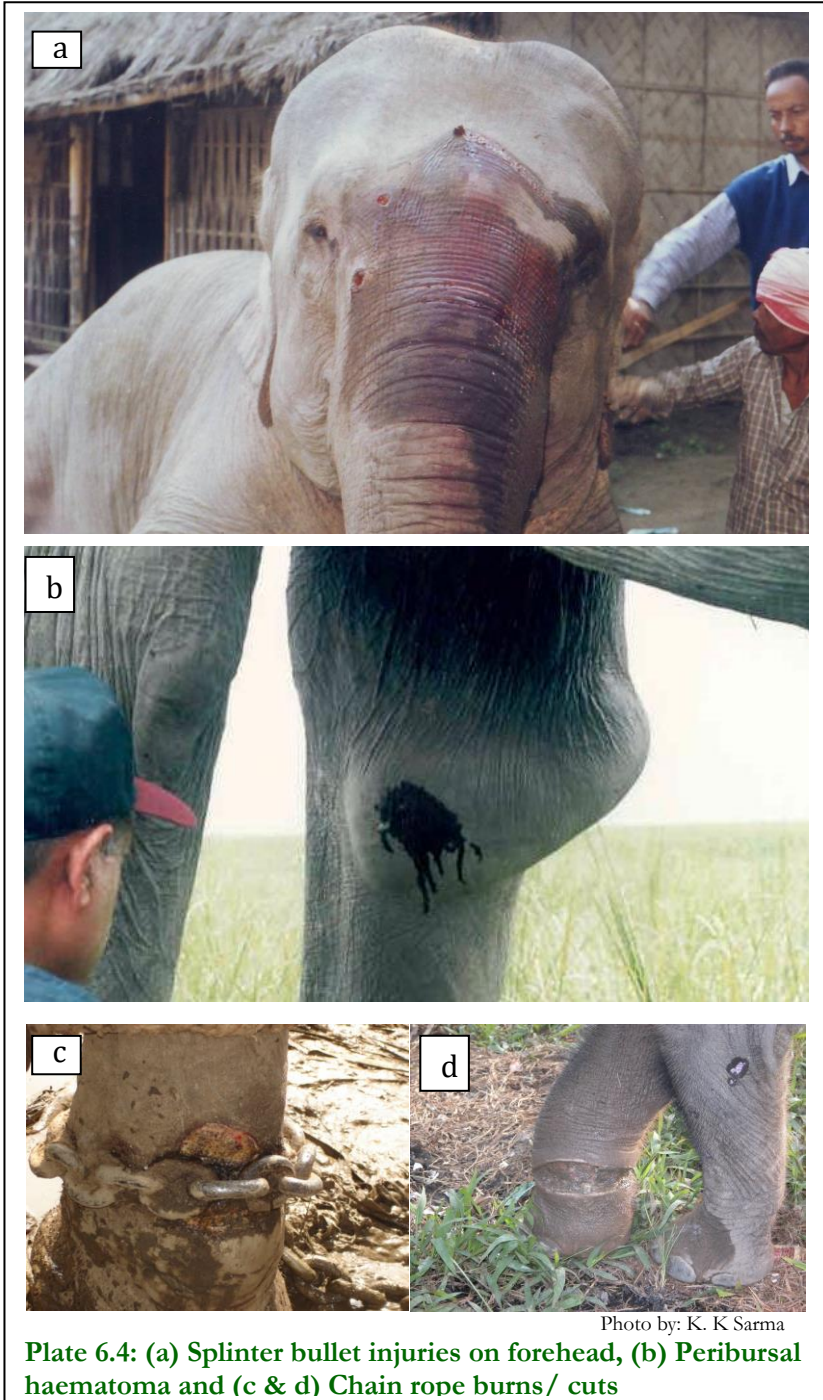 a
b
c
d
Photo by: K. K Sarma
Plate 6.4: (a) Splinter bullet injuries on forehead, (b) Peribursal
haematoma and (c & d) Chain rope burns/ cuts